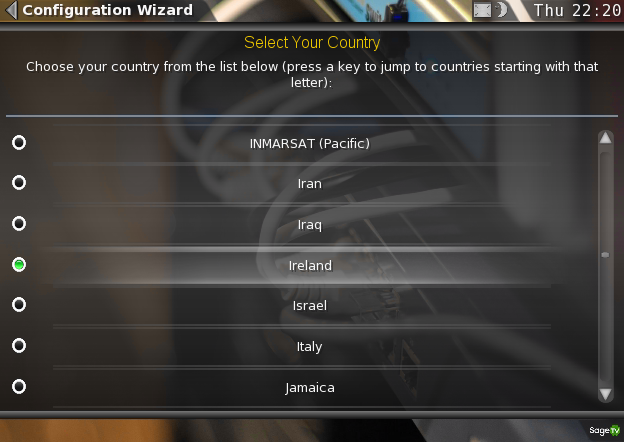 Configuration Wizard
Thu 22:20
Select Your Country
Choose your country from the list below (press a key to jump to countries starting with that
letter):
INMARSAT (Pacific)
Iran
Iraq
Ireland
Israel
Italy
Jamaica
SageTV